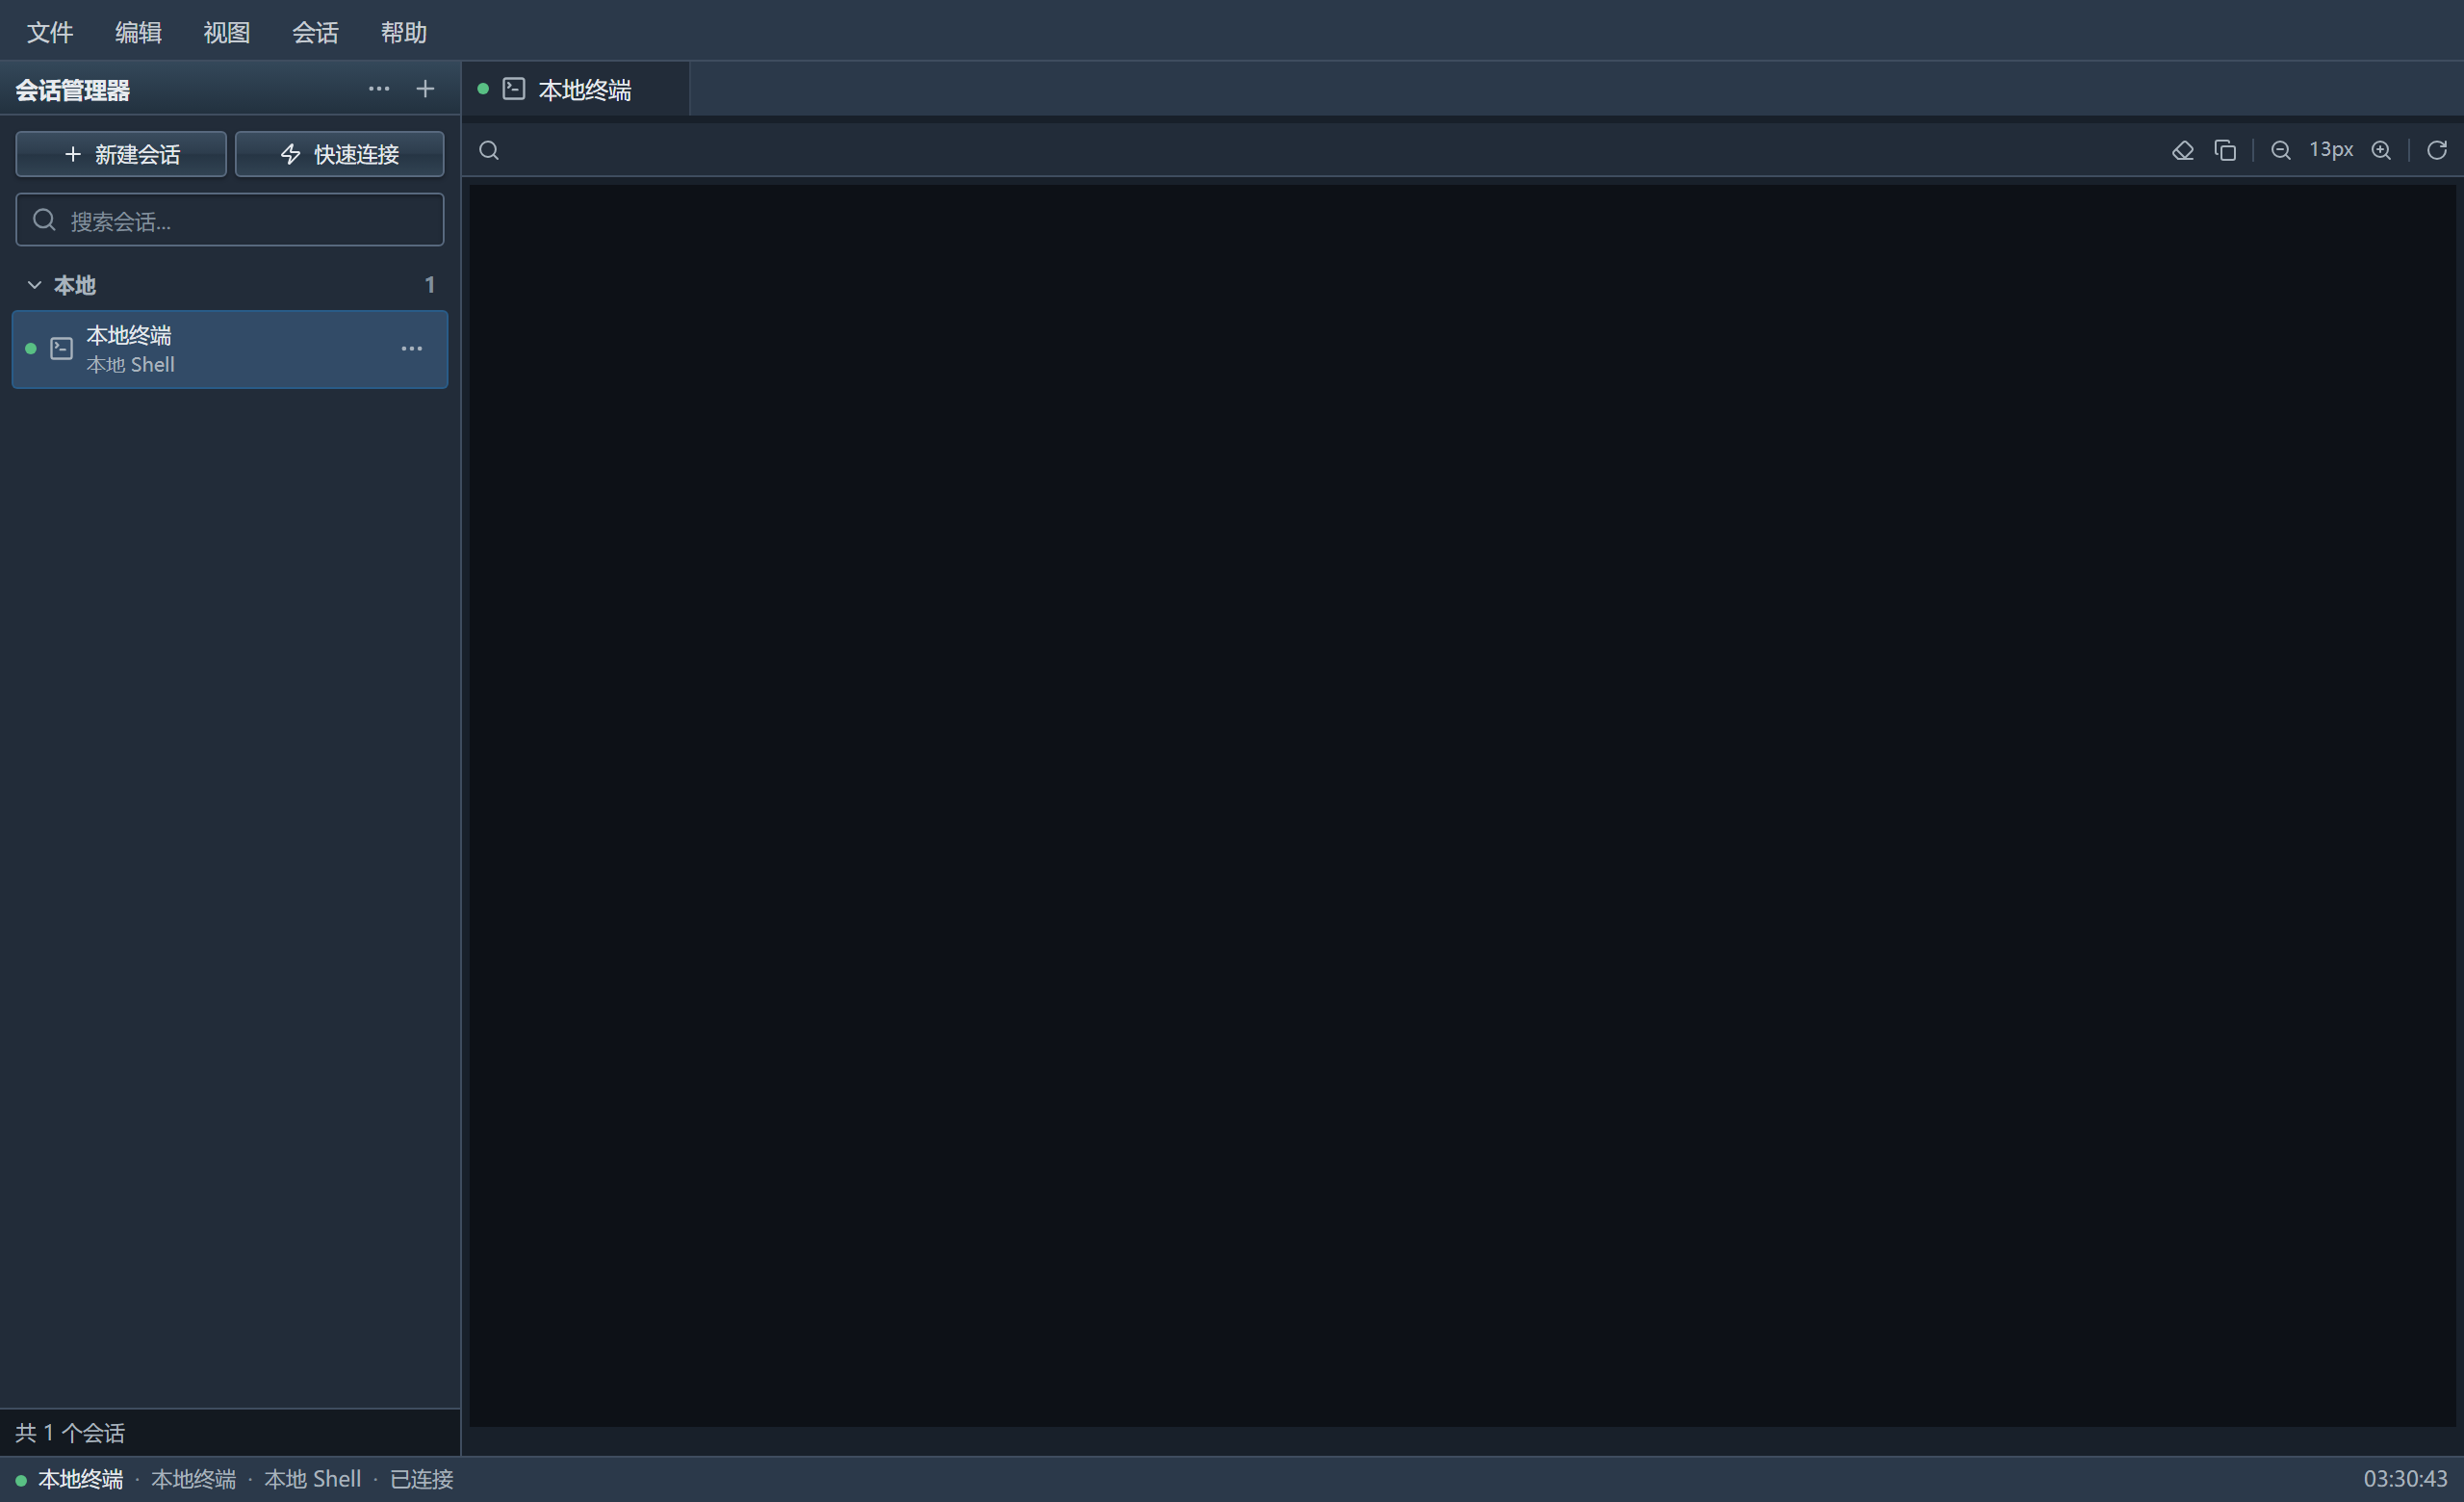 文件 编辑 视图 会话 帮助
会话管理器
本地终端
新建会话 快速连接
13px
搜索会话...
本地 1
本地终端
本地 Shell
共 1 个会话
本地终端 · 本地终端 · 本地 Shell · 已连接 03:30:43